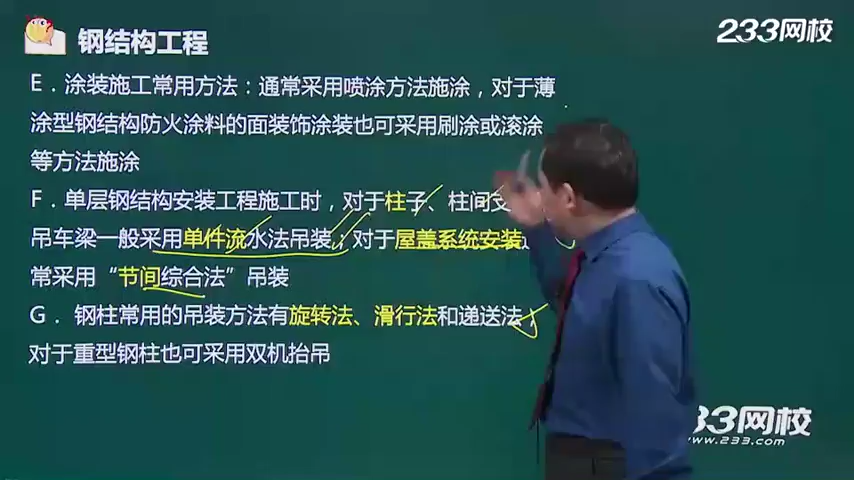 钢结构工程
233网校
E．涂装施工常用方法：通常采用喷涂方法施涂，对于薄
涂型钢结构防火涂料的面装饰涂装也可采用刷涂或滚涂
等方法施涂
F．单层钢结构安装工程施工时，对于柱子、柱间
吊车梁一般采用单件流水法吊装；对于屋盖系统安装
常采用“节间综合法”吊装
G． 钢柱常用的吊装方法有旋转法、滑行法和递送法，
对于重型钢柱也可采用双机抬吊
33网校
www.233.com